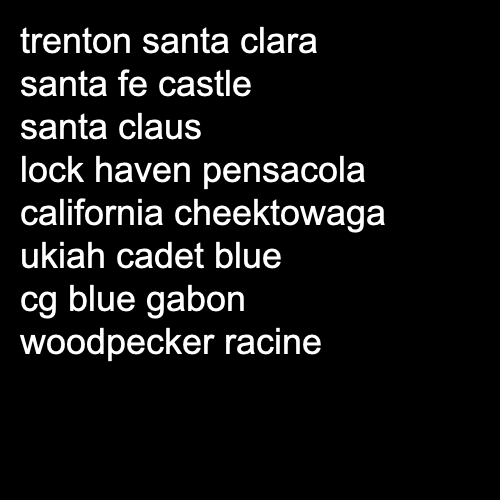 trenton santa clara
santa fe castle
santa claus
lock haven pensacola
california cheektowaga
ukiah cadet blue
cg blue gabon
woodpecker racine